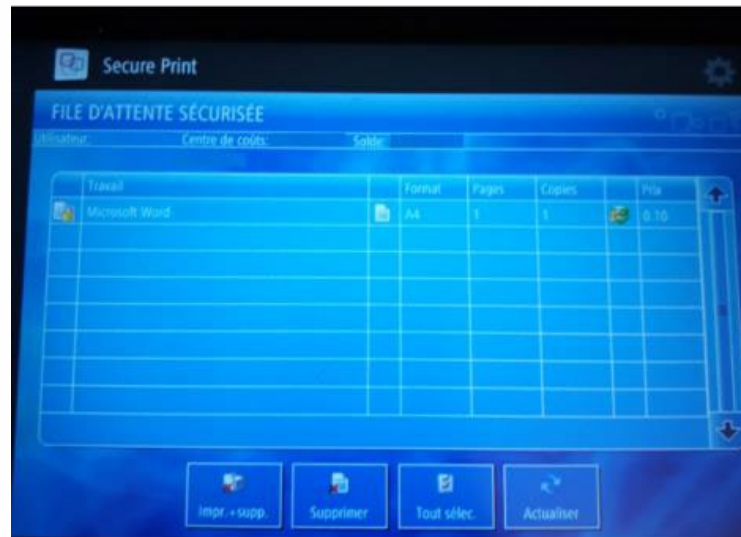 Secure Print
FILE D'ATTENTE SÉCURISÉE
Utilisateur: Centre de coûts: Solde:
Travail Format Pages Copies Prix
Microsoft Word A4 1 1 0.10
Impr.+supp. Supprimer Tout sélec. Actualiser